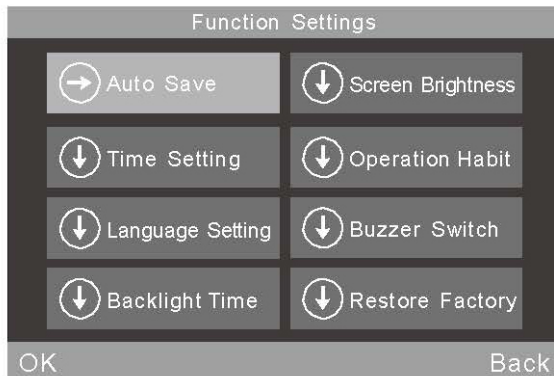 Function Settings
Auto Save
Screen Brightness
Time Setting
Operation Habit
Language Setting
Buzzer Switch
Backlight Time
Restore Factory
OK
Back